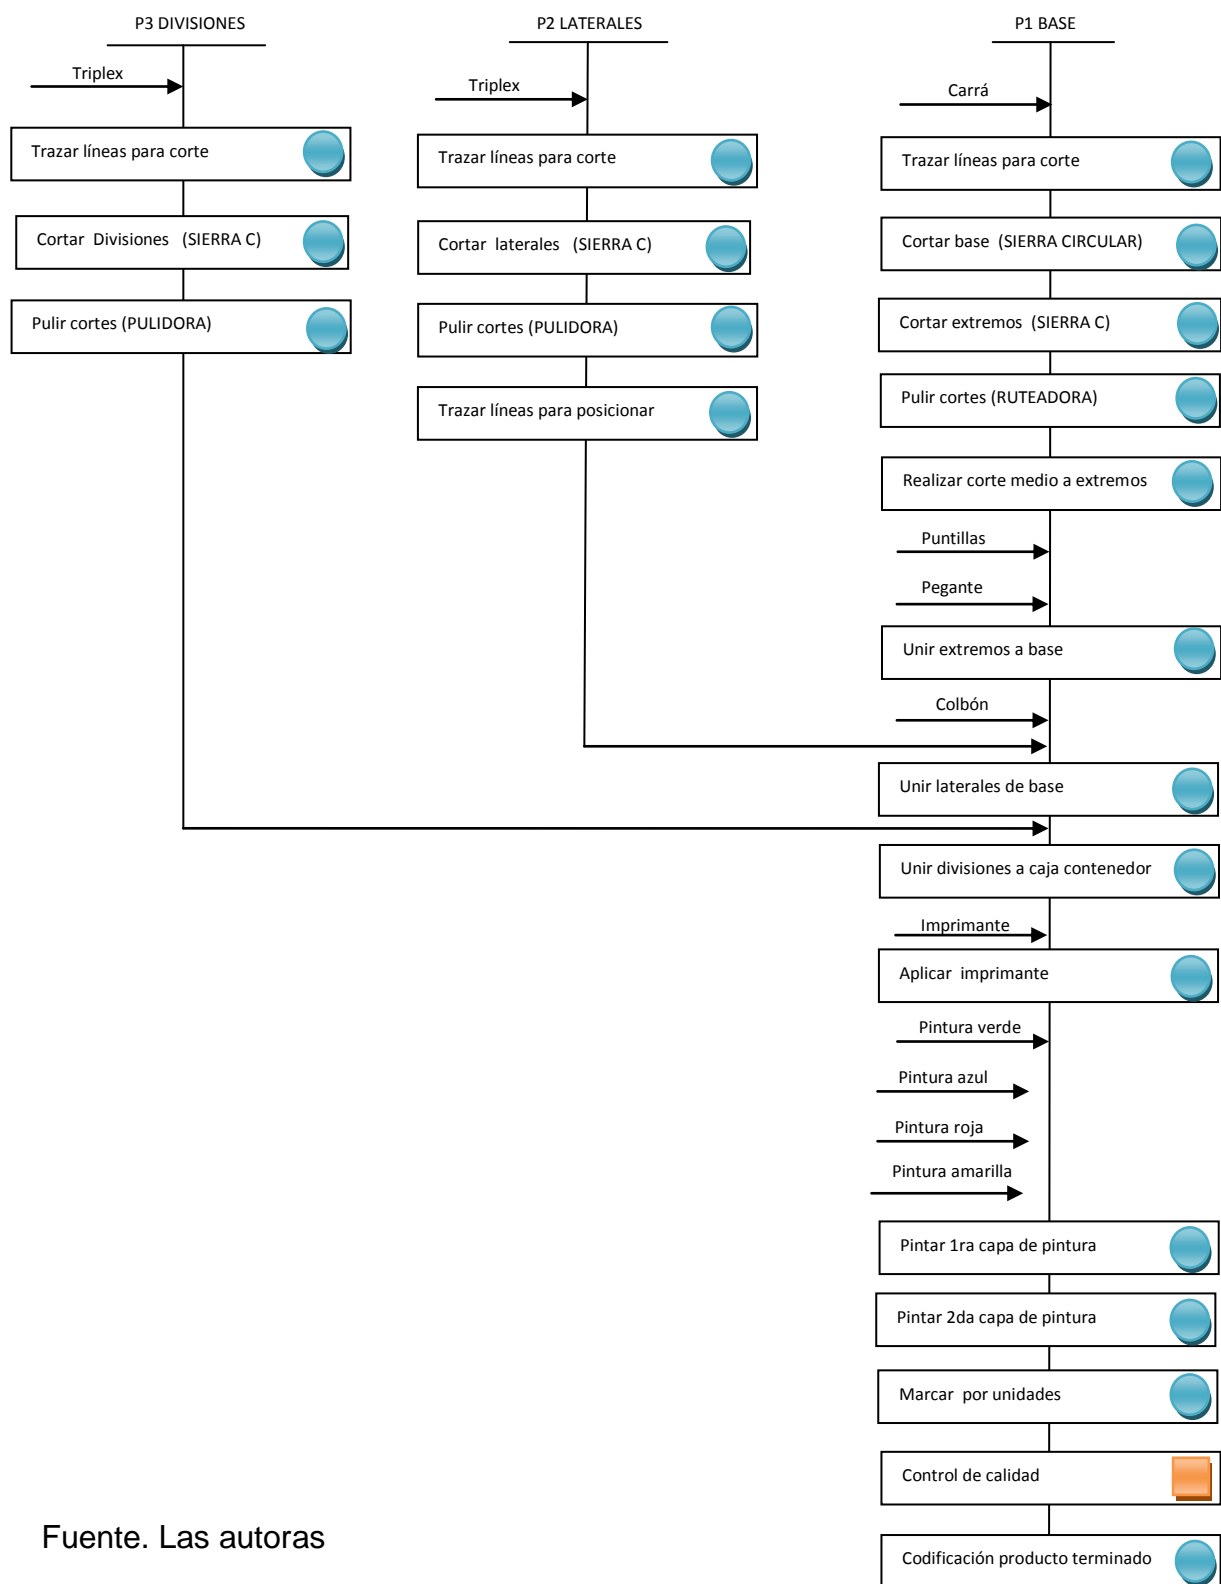 P3 DIVISIONES
Triplex
Trazar líneas para corte
Cortar Divisiones (SIERRA C)
Pulir cortes (PULIDORA)
P2 LATERALES
Triplex
Trazar líneas para corte
Cortar laterales (SIERRA C)
Pulir cortes (PULIDORA)
Trazar líneas para posicionar
P1 BASE
Carrá
Trazar líneas para corte
Cortar base (SIERRA CIRCULAR)
Cortar extremos (SIERRA C)
Pulir cortes (RUTEADORA)
Realizar corte medio a extremos
Puntillas
Pegante
Unir extremos a base
Colbón
Unir laterales de base
Unir divisiones a caja contenedor
Imprimante
Aplicar imprimante
Pintura verde
Pintura azul
Pintura roja
Pintura amarilla
Pintar 1ra capa de pintura
Pintar 2da capa de pintura
Marcar por unidades
Control de calidad
Codificación producto terminado
Fuente. Las autoras